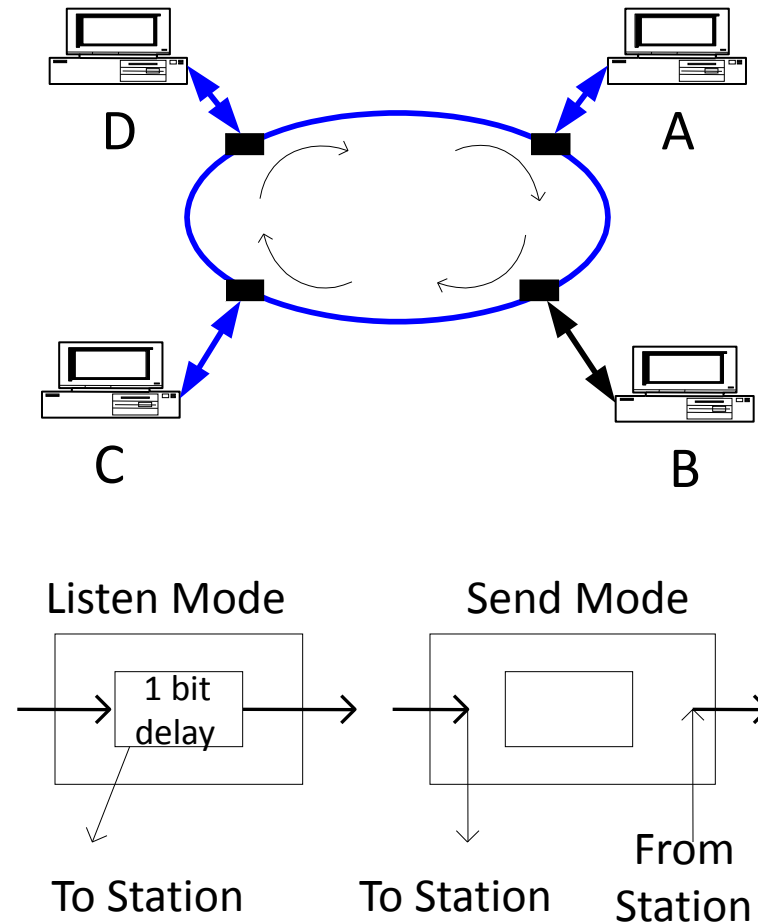 D
A
C
B
Listen Mode
Send Mode
1 bit
delay
To Station
To Station
From
Station